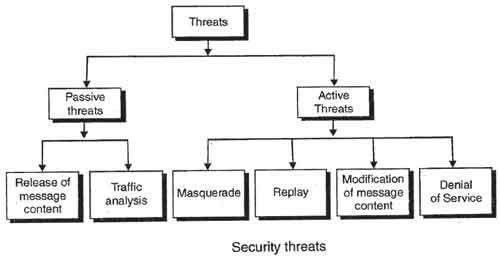 Threats
Passive
threats
Active
Threats
Release of
message
content
Traffic
analysis
Masquerade
Replay
Modification
of message
content
Denial
of Service
Security threats